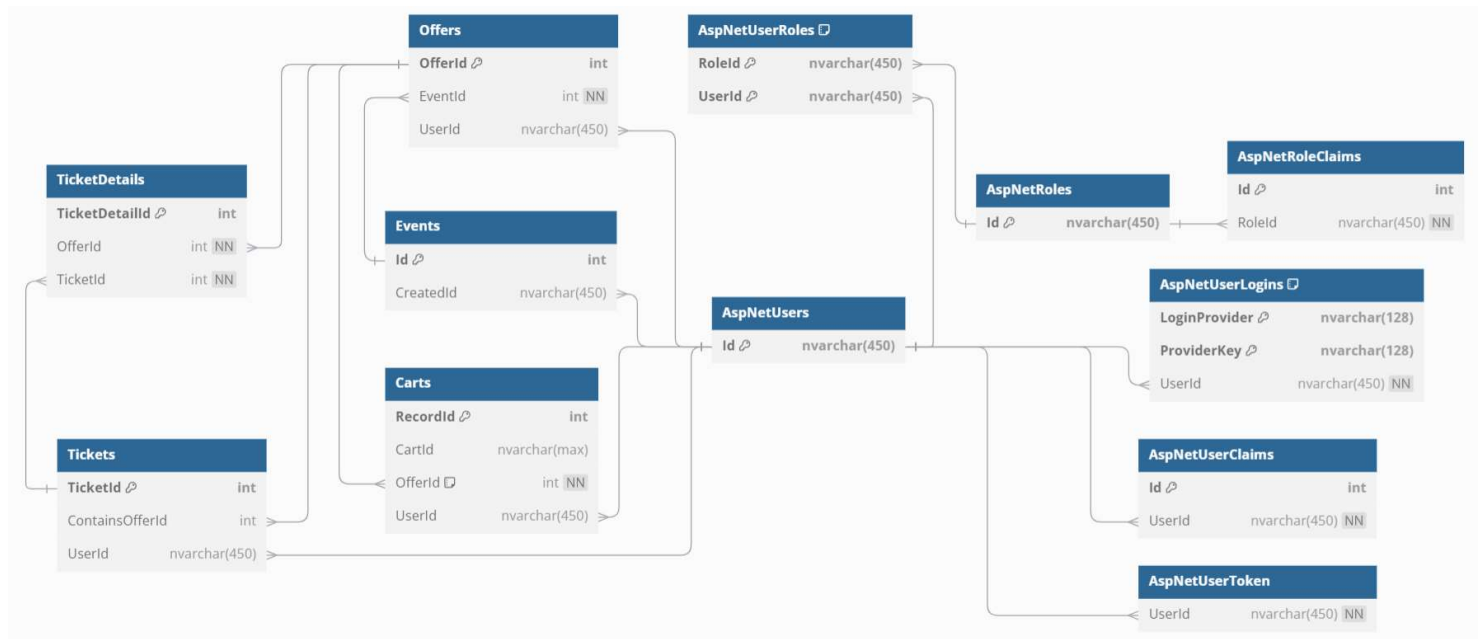 Offers
OfferId int
EventId int NN
UserId nvarchar(450)
AspNetUserRoles
RoleId nvarchar(450)
UserId nvarchar(450)
TicketDetails
TicketDetailId int
OfferId int NN
TicketId int NN
Events
Id int
CreatedId nvarchar(450)
AspNetRoles
Id nvarchar(450)
AspNetRoleClaims
Id int
RoleId nvarchar(450) NN
AspNetUsers
Id nvarchar(450)
AspNetUserLogins
LoginProvider nvarchar(128)
ProviderKey nvarchar(128)
UserId nvarchar(450) NN
Carts
RecordId int
CartId nvarchar(max)
OfferId int NN
UserId nvarchar(450)
Tickets
TicketId int
ContainsOfferId int
UserId nvarchar(450)
AspNetUserClaims
Id int
UserId nvarchar(450) NN
AspNetUserToken
UserId nvarchar(450) NN